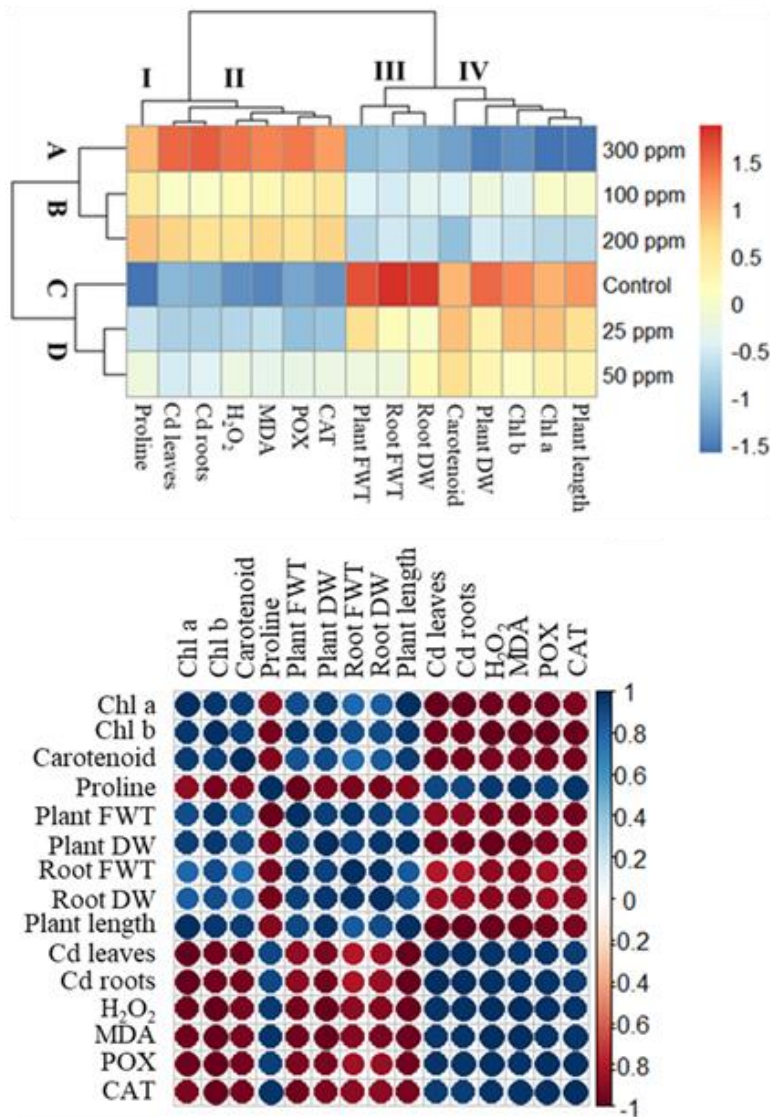 I II III IV
A B C D
300 ppm
100 ppm
200 ppm
Control
25 ppm
50 ppm
1.5
1
0.5
0
-0.5
-1
-1.5
Proline
Cd leaves
Cd roots
H₂O₂
MDA
POX
CAT
Plant FWT
Root FWT
Root DW
Carotenoid
Plant DW
Chl b
Chl a
Plant length
Chl a
Chl b
Carotenoid
Proline
Plant FWT
Plant DW
Root FWT
Root DW
Plant length
Cd leaves
Cd roots
H₂O₂
MDA
POX
CAT
Chl a
Chl b
Carotenoid
Proline
Plant FWT
Plant DW
Root FWT
Root DW
Plant length
Cd leaves
Cd roots
H₂O₂
MDA
POX
CAT
1
0.8
0.6
0.4
0.2
0
-0.2
-0.4
-0.6
-0.8
-1